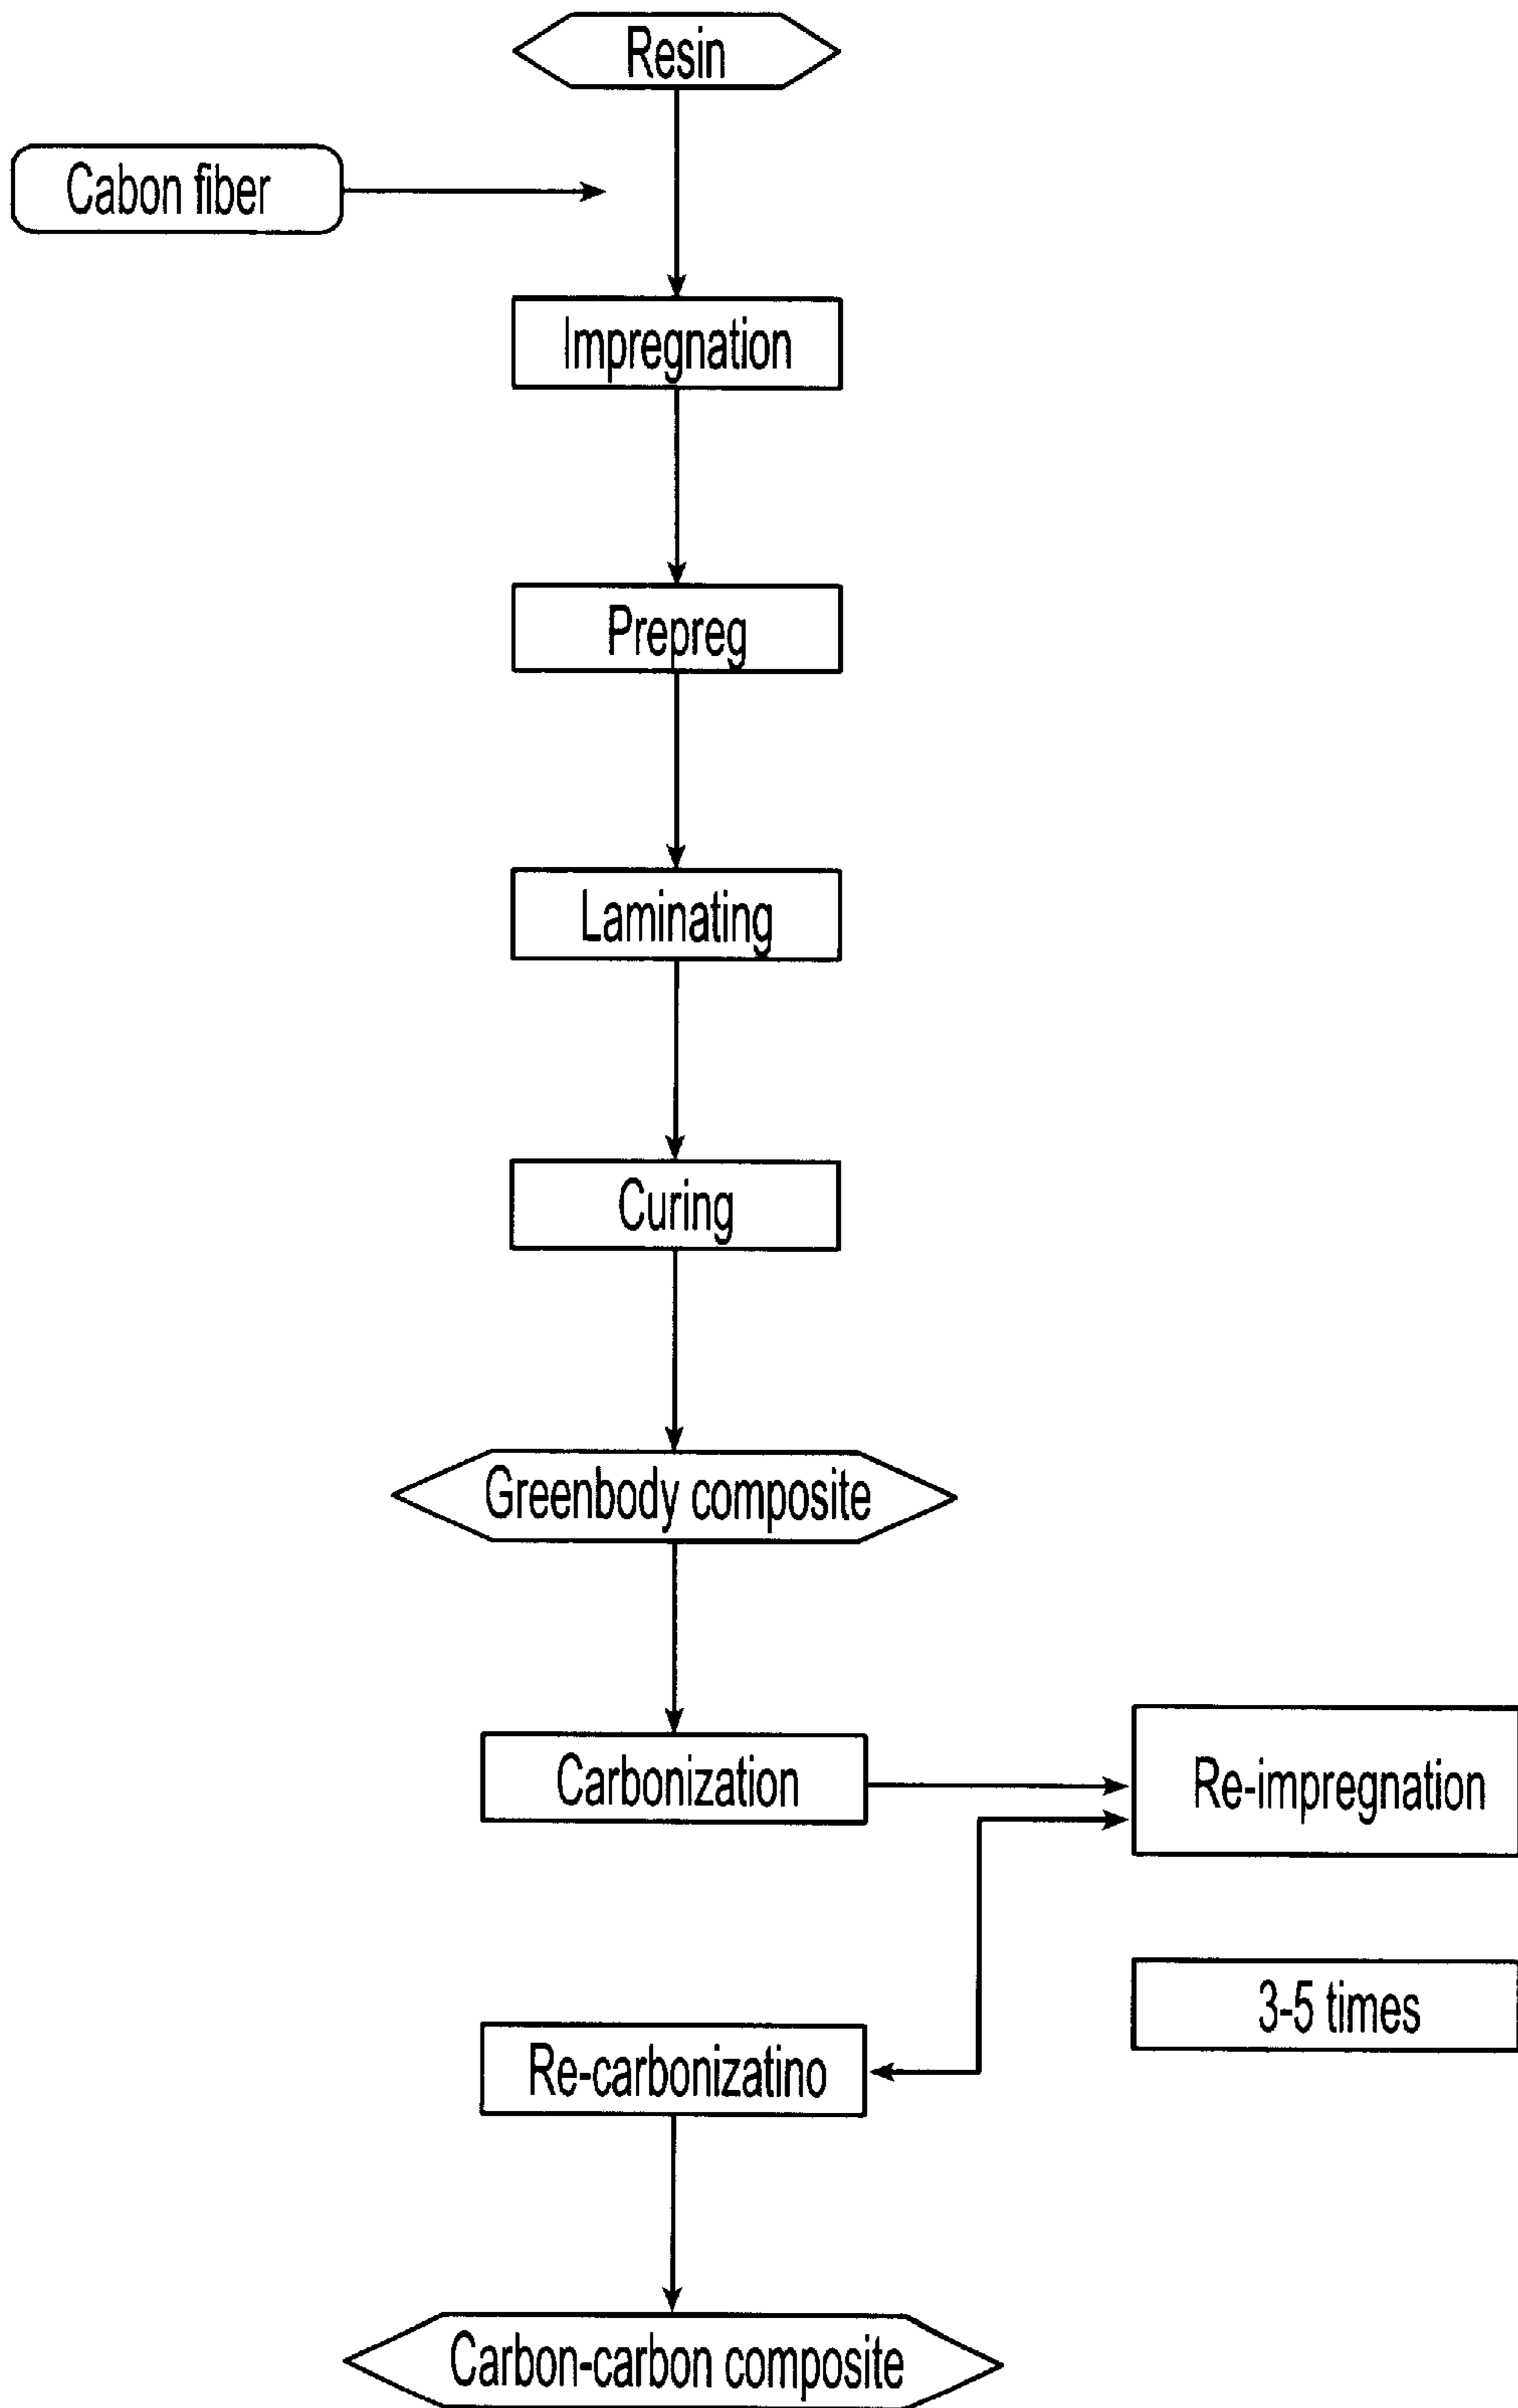 Resin
Cabon fiber
Impregnation
Prepreg
Laminating
Curing
Greenbody composite
Carbonization
Re-impregnation
3-5 times
Re-carbonizatino
Carbon-carbon composite